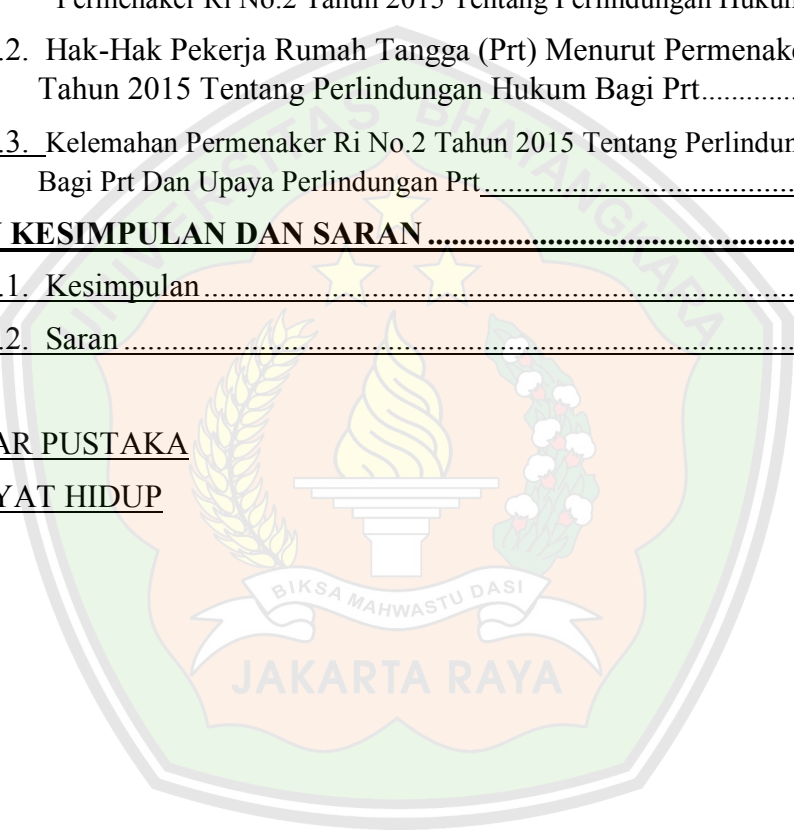 Permenaker Ri No.2 Tahun 2015 Tentang Perlindungan Hukum
.2. Hak-Hak Pekerja Rumah Tangga (Prt) Menurut Permenake
Tahun 2015 Tentang Perlindungan Hukum Bagi Prt.............
.3. Kelemahan Permenaker Ri No.2 Tahun 2015 Tentang Perlindun
Bagi Prt Dan Upaya Perlindungan Prt..........................................
KESIMPULAN DAN SARAN ..............................................
.1. Kesimpulan..........................................................................
.2. Saran....................................................................................
AR PUSTAKA
YAT HIDUP
UNIVERSITAS BHAYANGKARA
BIKSA MAHWASTU DASI
JAKARTA RAYA